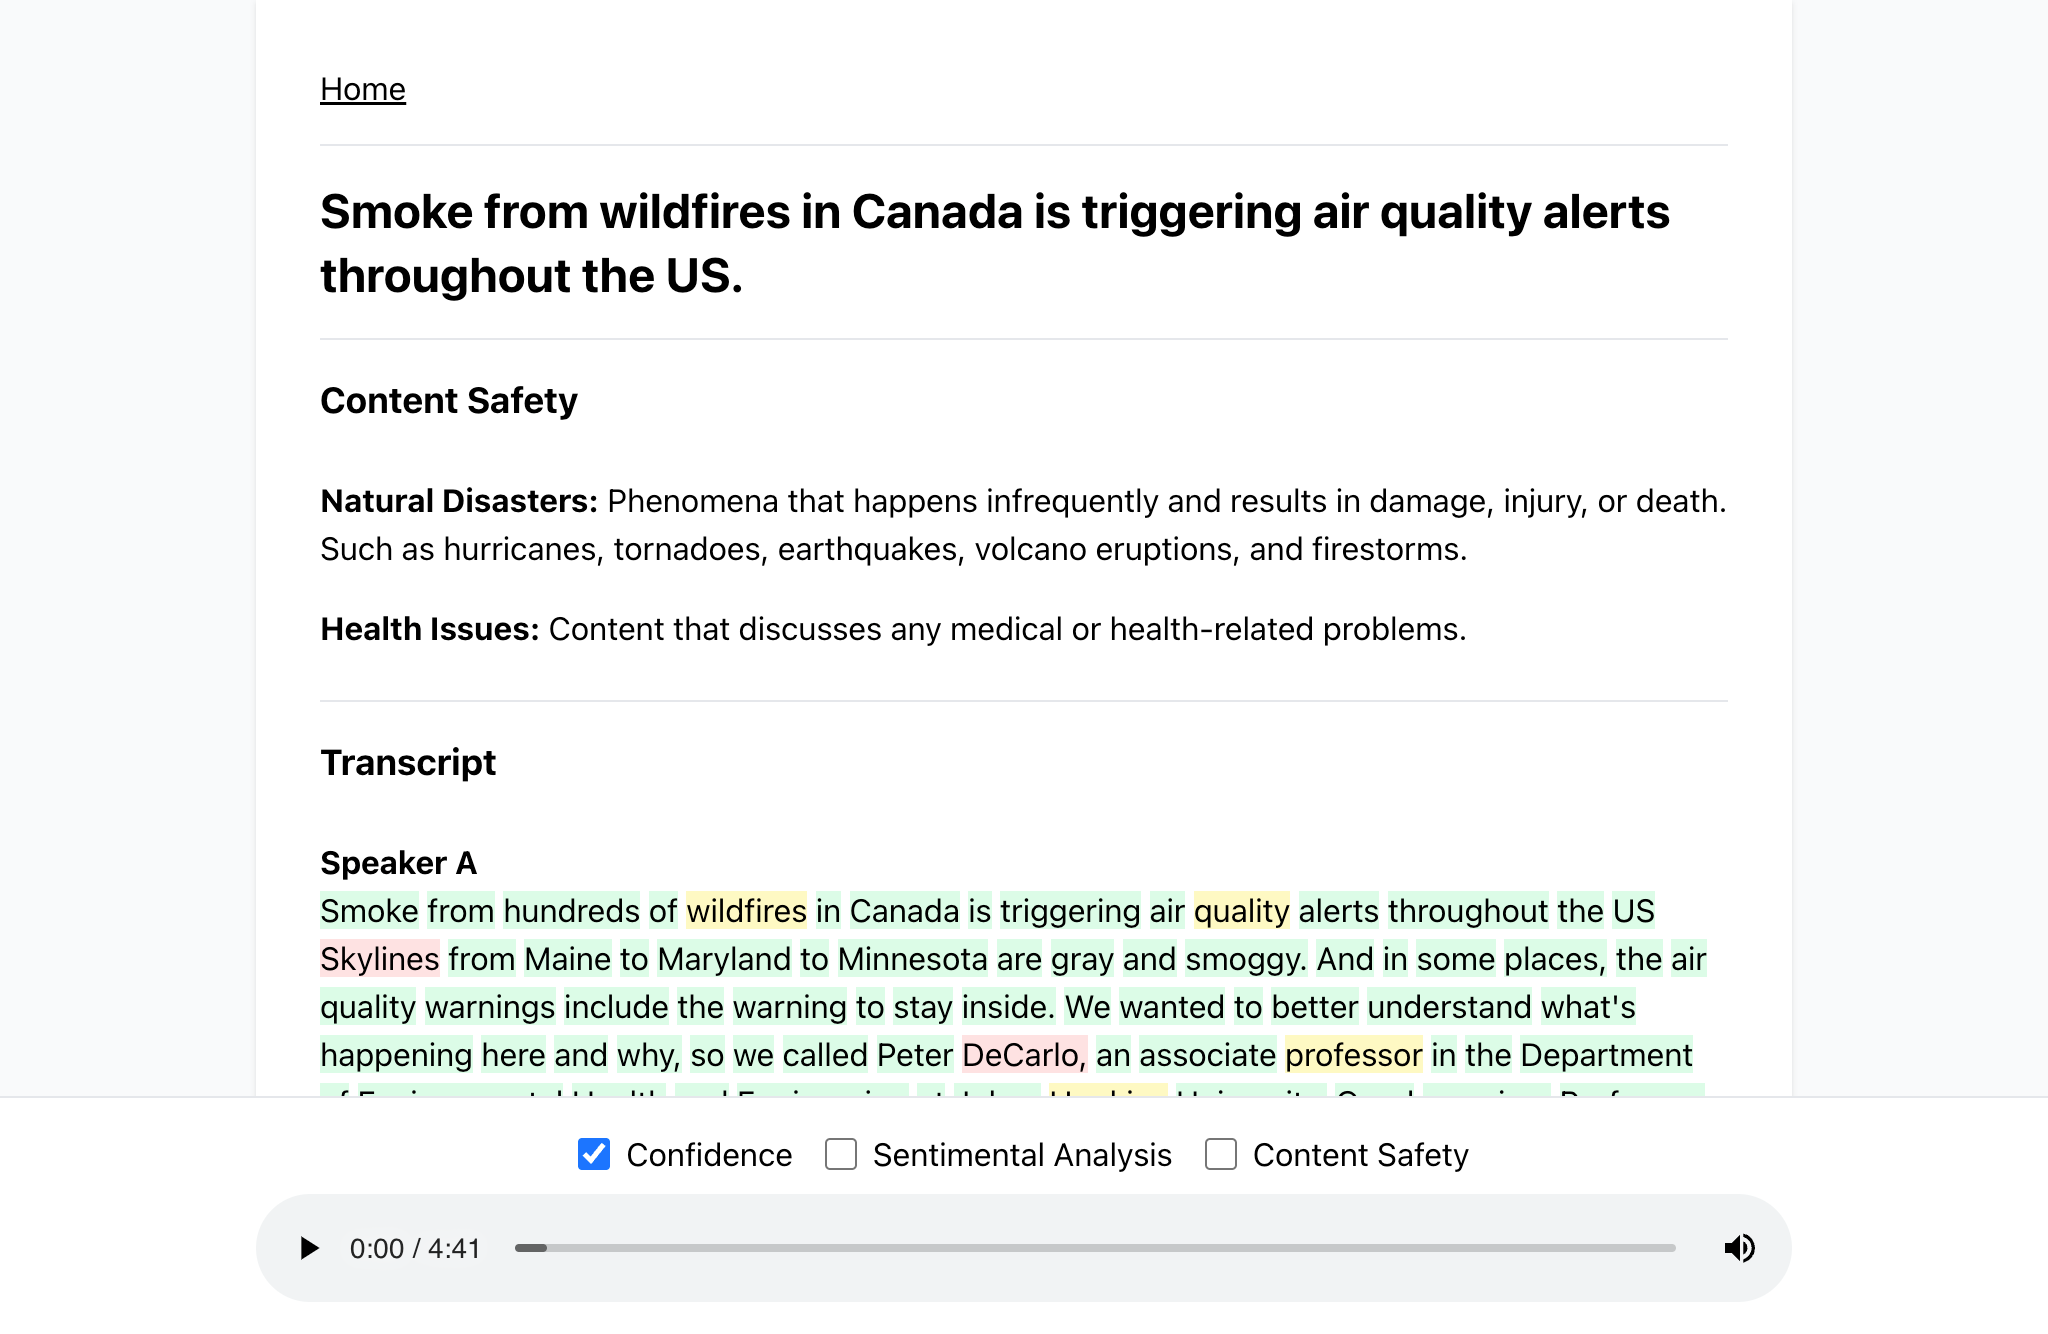 Home
Smoke from wildfires in Canada is triggering air quality alerts
throughout the US.
Content Safety
Natural Disasters: Phenomena that happens infrequently and results in damage, injury, or death.
Such as hurricanes, tornadoes, earthquakes, volcano eruptions, and firestorms.
Health Issues: Content that discusses any medical or health-related problems.
Transcript
Speaker A
Smoke from hundreds of wildfires in Canada is triggering air quality alerts throughout the US
Skylines from Maine to Maryland to Minnesota are gray and smoggy. And in some places, the air
quality warnings include the warning to stay inside. We wanted to better understand what's
happening here and why, so we called Peter DeCarlo, an associate professor in the Department
Confidence Sentimental Analysis Content Safety
0:00 / 4:41